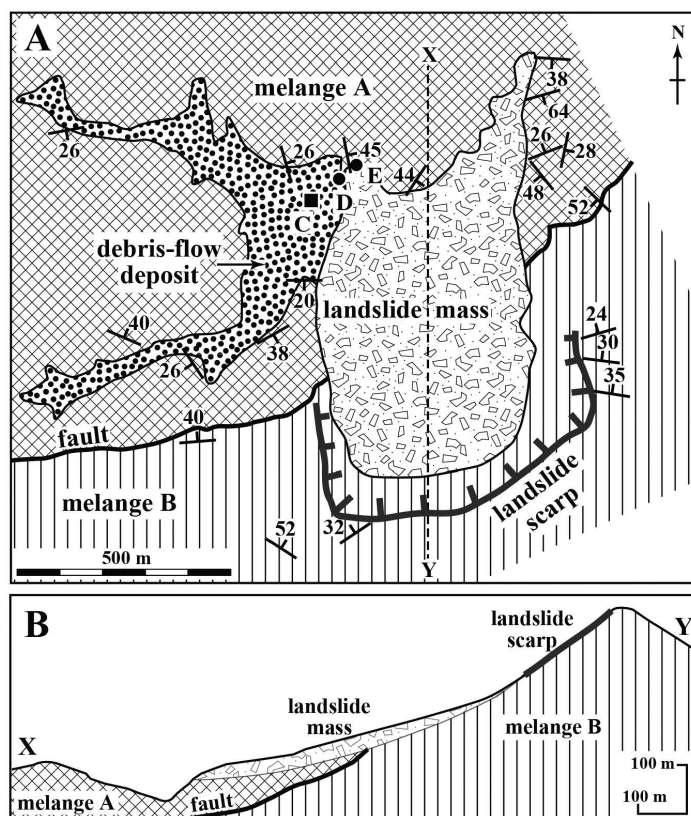 A
X
N
melange A
38
64
26
28
48
52
26
26
45
E
44
D
C
debris-flow
deposit
20
landslide mass
24
30
35
40
38
26
40
fault
melange B
landslide
scarp
52
32
500 m
Y
B
landslide
scarp
Y
landslide
mass
X
melange B
melange A
fault
100 m
100 m